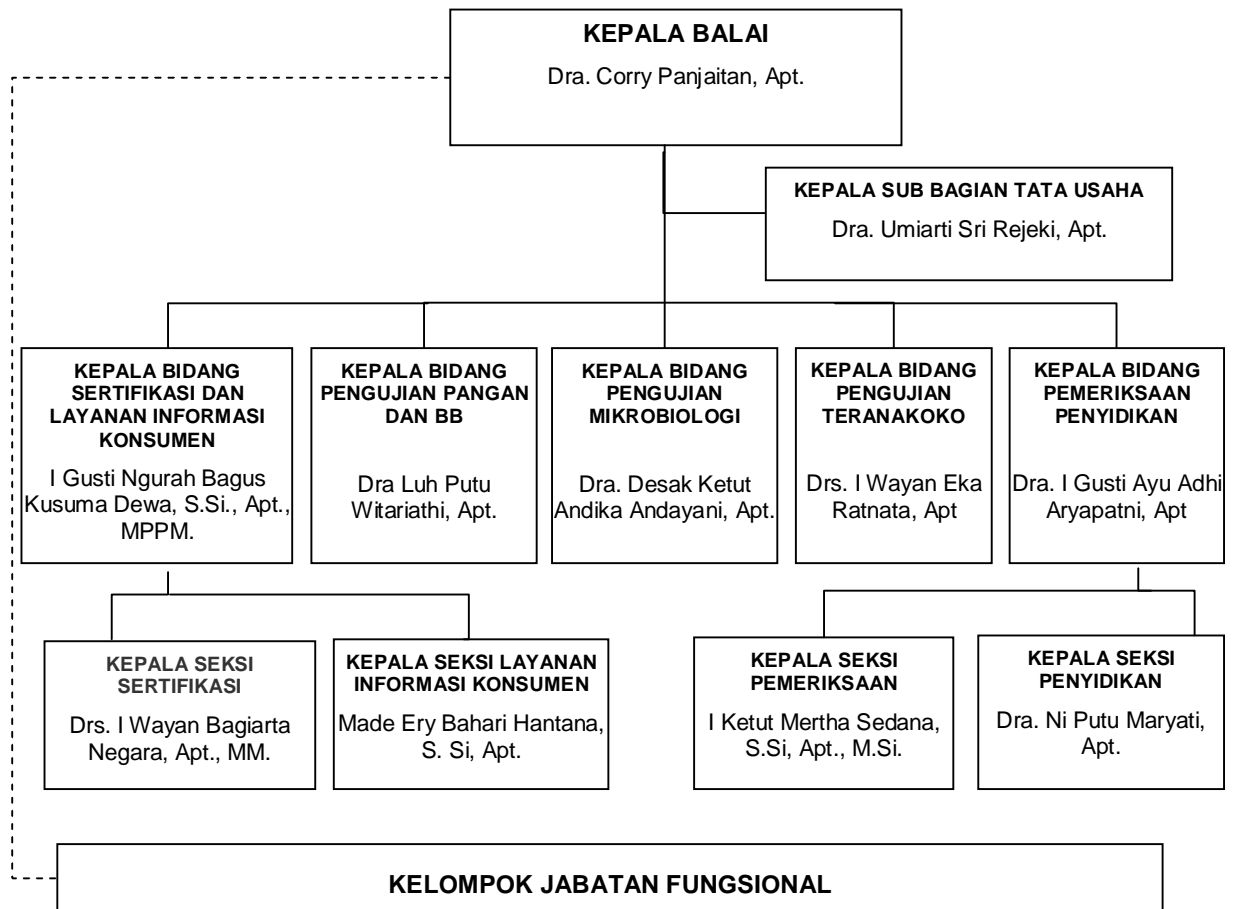 KEPALA BALAI
Dra. Corry Panjaitan, Apt.
KEPALA SUB BAGIAN TATA USAHA
Dra. Umiarti Sri Rejeki, Apt.
KEPALA BIDANG
SERTIFIKASI DAN
LAYANAN INFORMASI
KONSUMEN
I Gusti Ngurah Bagus
Kusuma Dewa, S.Si., Apt.,
MPPM.
KEPALA BIDANG
PENGUJIAN PANGAN
DAN BB
Dra Luh Putu
Witariathi, Apt.
KEPALA BIDANG
PENGUJIAN
MIKROBIOLOGI
Dra. Desak Ketut
Andika Andayani, Apt.
KEPALA BIDANG
PENGUJIAN
TERANAKOKO
Drs. I Wayan Eka
Ratnata, Apt
KEPALA BIDANG
PEMERIKSAAN
PENYIDIKAN
Dra. I Gusti Ayu Adhi
Aryapatni, Apt
KEPALA SEKSI
SERTIFIKASI
Drs. I Wayan Bagiarta
Negara, Apt., MM.
KEPALA SEKSI LAYANAN
INFORMASI KONSUMEN
Made Ery Bahari Hantana,
S. Si, Apt.
KEPALA SEKSI
PEMERIKSAAN
I Ketut Mertha Sedana,
S.Si, Apt., M.Si.
KEPALA SEKSI
PENYIDIKAN
Dra. Ni Putu Maryati,
Apt.
KELOMPOK JABATAN FUNGSIONAL